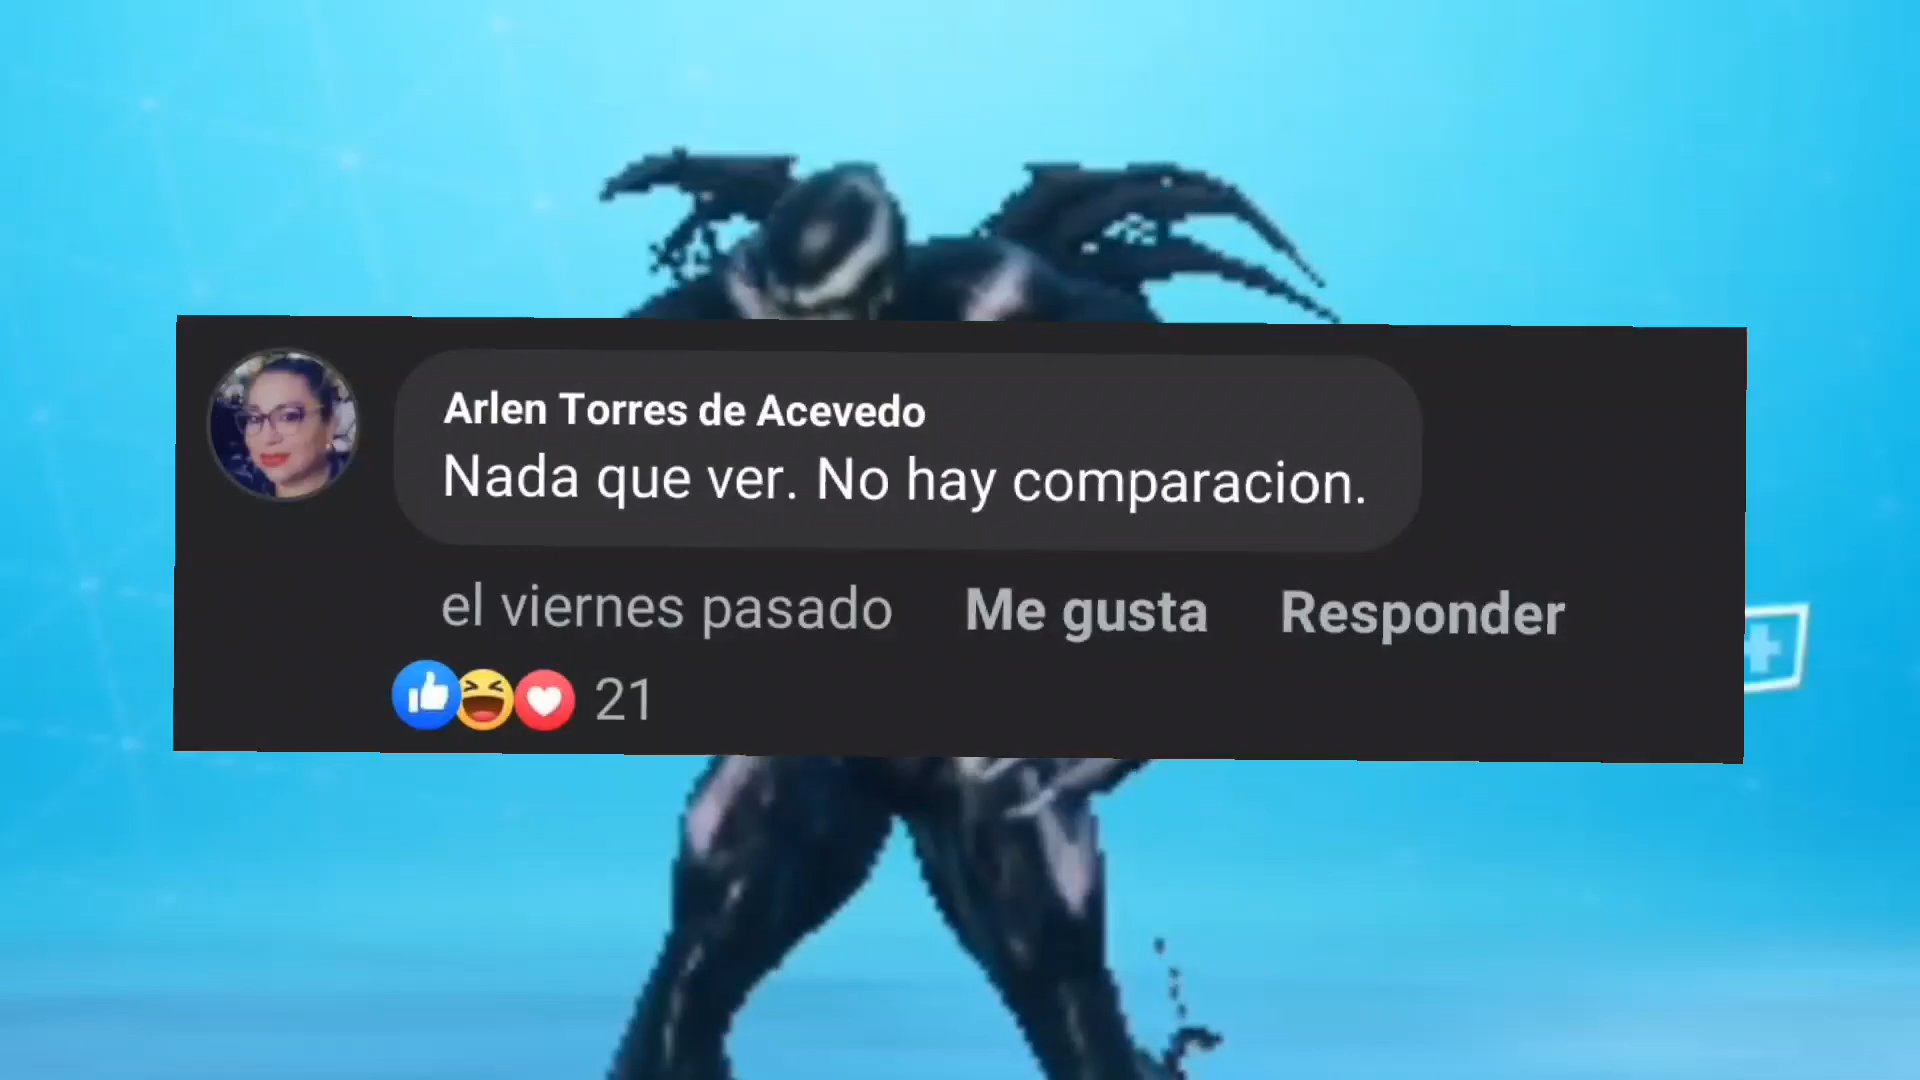 Arlen Torres de Acevedo
Nada que ver. No hay comparacion.
el viernes pasado Me gusta Responder
21